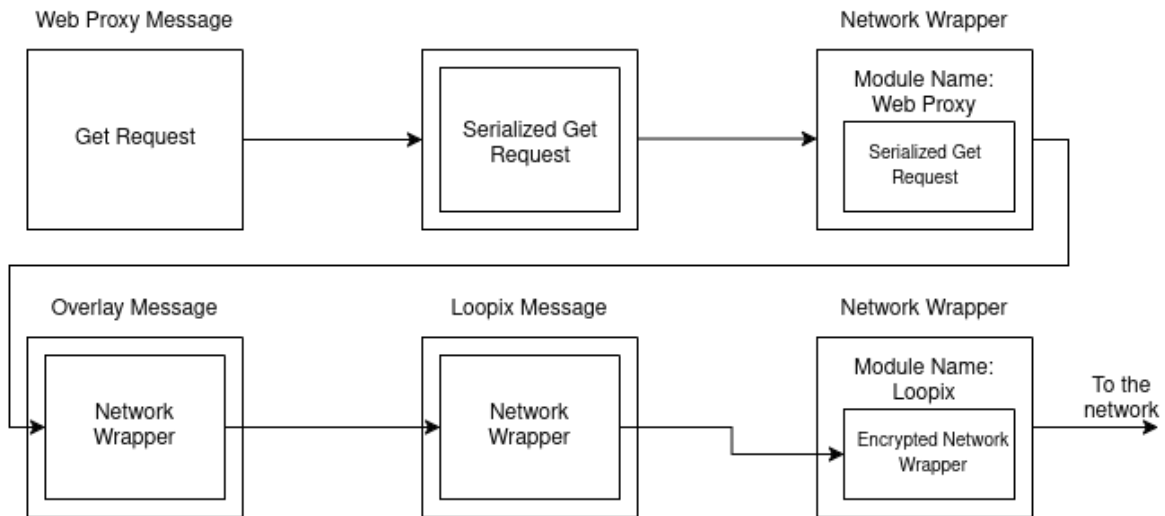 Web Proxy Message
Network Wrapper
Get Request
Serialized Get
Request
Module Name:
Web Proxy
Serialized Get
Request
Overlay Message
Loopix Message
Network Wrapper
Network
Wrapper
Network
Wrapper
Module Name:
Loopix
Encrypted Network
Wrapper
To the
network